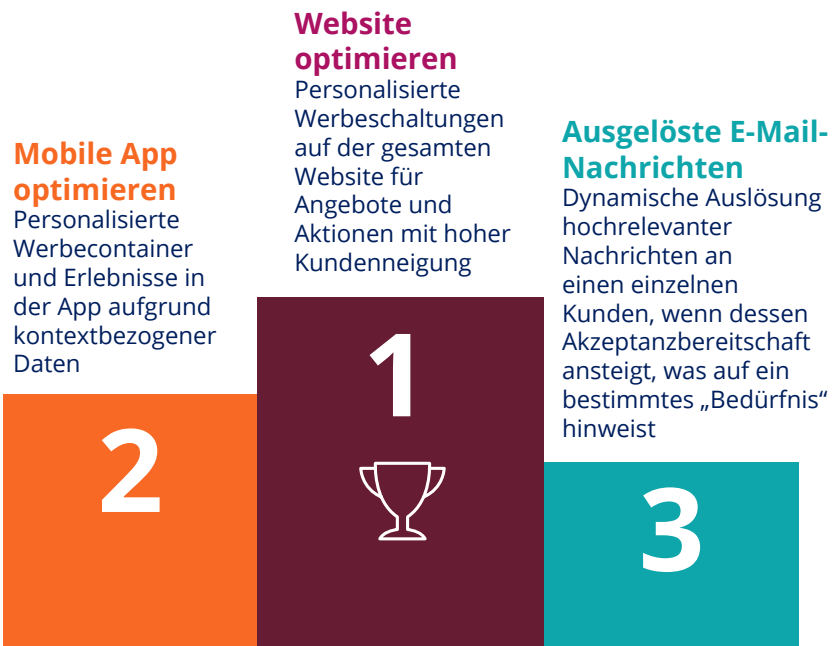 Website
optimieren
Personalisierte
Werbeschaltungen
auf der gesamten
Website für
Angebote und
Aktionen mit hoher
Kundenneigung
Mobile App
optimieren
Personalisierte
Werbecontainer
und Erlebnisse in
der App aufgrund
kontextbezogener
Daten
Ausgelöste E-Mail-
Nachrichten
Dynamische Auslösung
hochrelevanter
Nachrichten an
einen einzelnen
Kunden, wenn dessen
Akzeptanzbereitschaft
ansteigt, was auf ein
bestimmtes „Bedürfnis“
hinweist
1
2
3